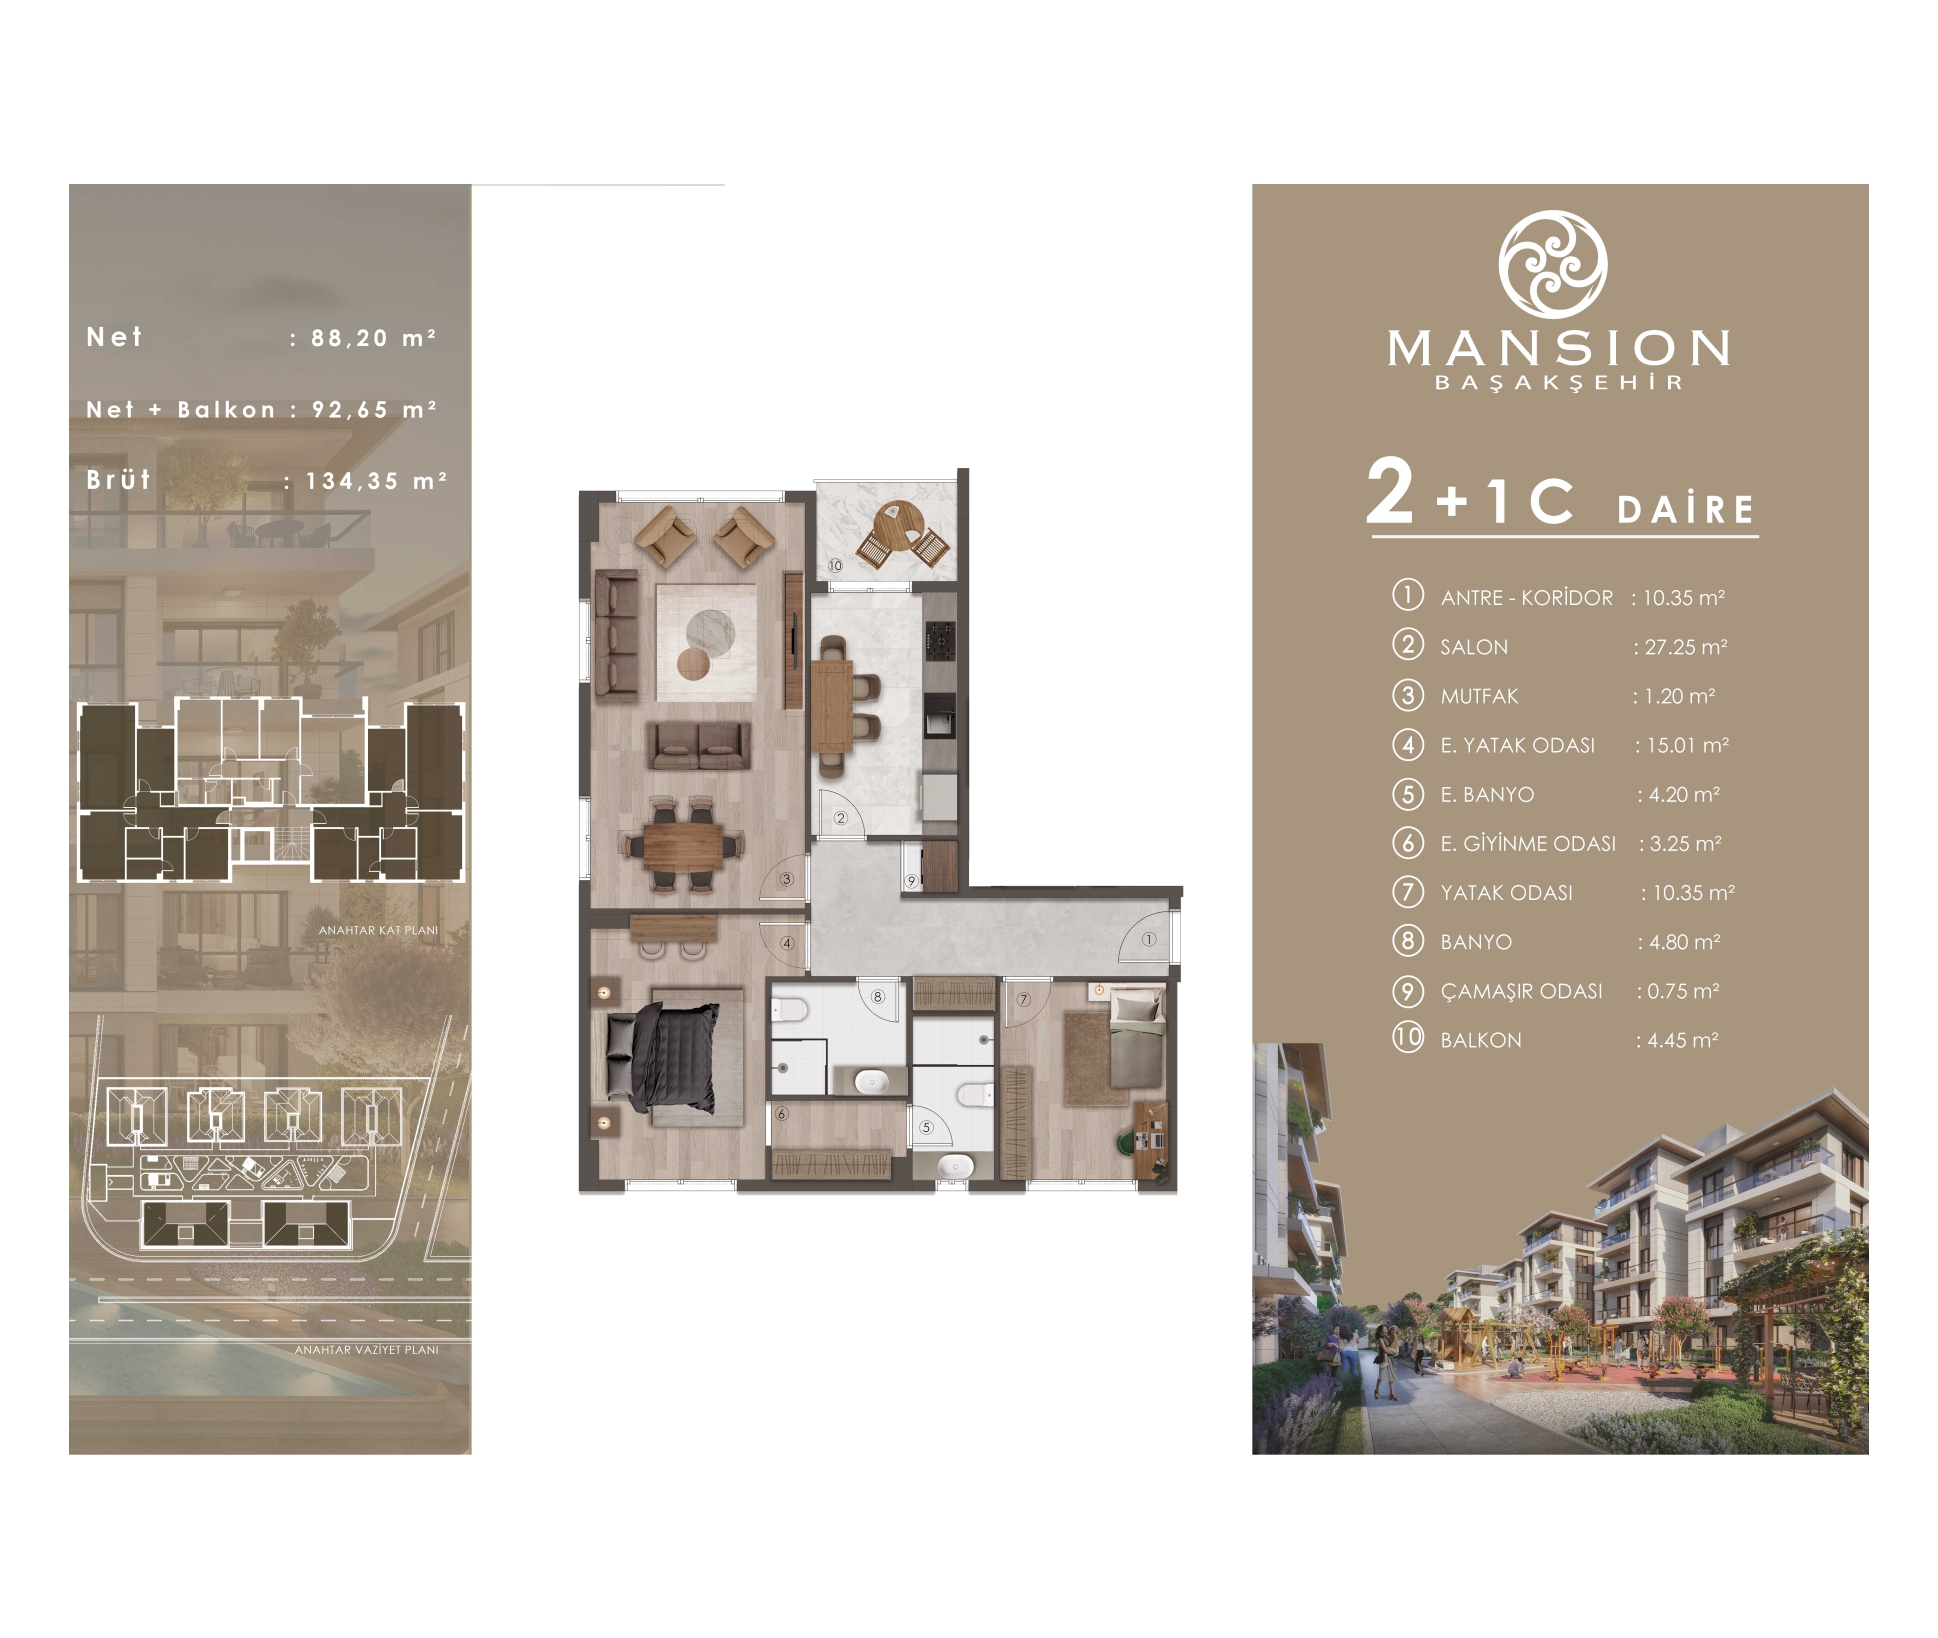 Net : 88,20 m²
Net + Balkon : 92,65 m²
Brüt : 134,35 m²
ANAHTAR KAT PLANI
ANAHTAR VAZİYET PLANI
10
2
3
9
4
1
8
7
6
5
MANSION
BAŞAKŞEHİR
2+1C DAİRE
1 ANTRE - KORİDOR : 10.35 m²
2 SALON : 27.25 m²
3 MUTFAK : 1.20 m²
4 E. YATAK ODASI : 15.01 m²
5 E. BANYO : 4.20 m²
6 E. GİYİNME ODASI : 3.25 m²
7 YATAK ODASI : 10.35 m²
8 BANYO : 4.80 m²
9 ÇAMAŞIR ODASI : 0.75 m²
10 BALKON : 4.45 m²